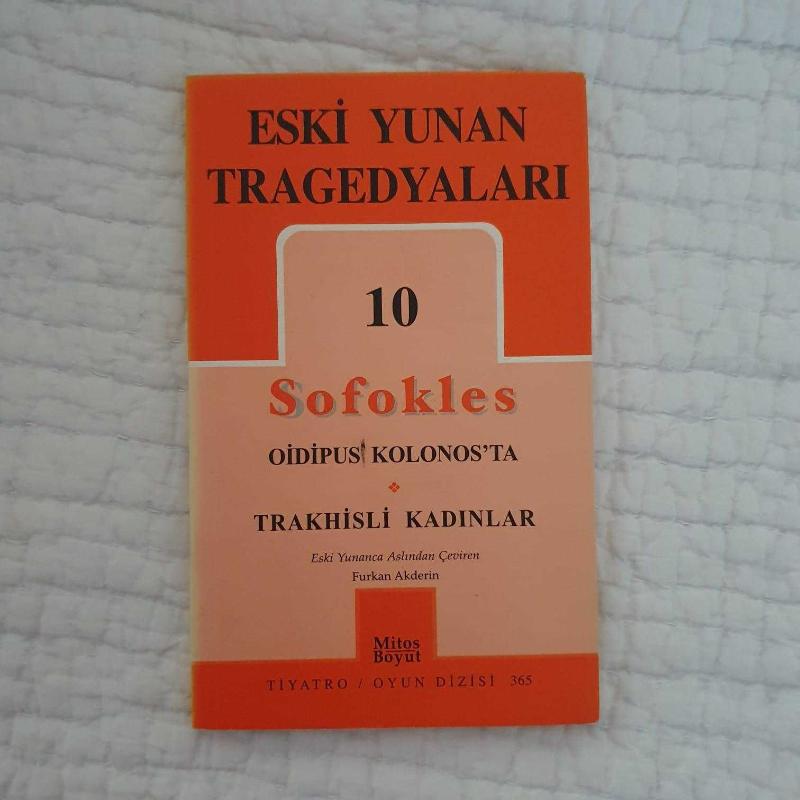 ESKİ YUNAN
TRAGEDYALARI
10
Sofokles
OİDİPUS KOLONOS'TA
TRAKHİSLİ KADINLAR
Eski Yunanca Aslından Çeviren
Furkan Akderin
Mitos
Boyut
TİYATRO / OYUN DİZİSİ 365